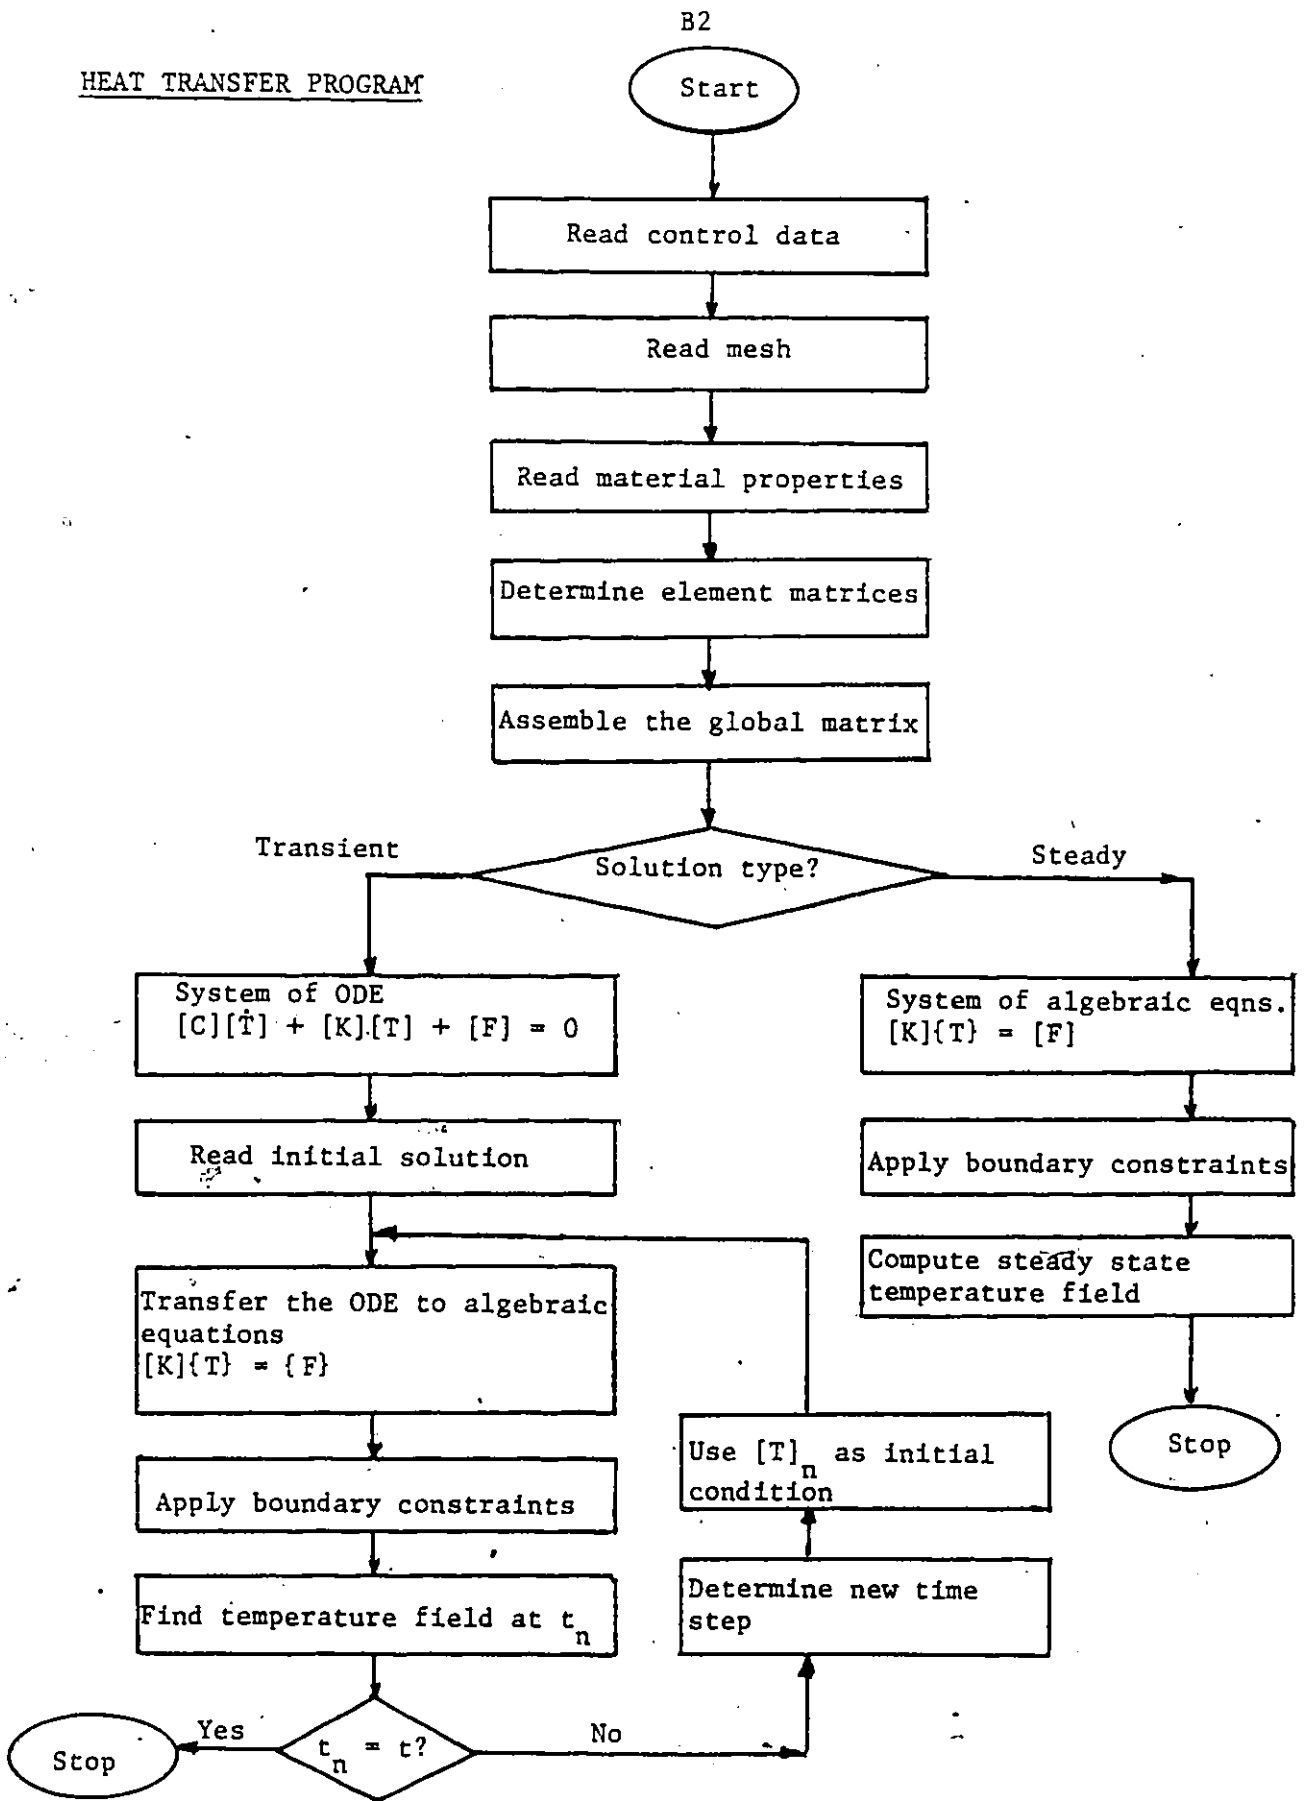 B2
HEAT TRANSFER PROGRAM
Start
Read control data
Read mesh
Read material properties
Determine element matrices
Assemble the global matrix
Solution type?
Transient
Steady
System of ODE
[C][Ṫ] + [K].[T] + [F] = 0
Read initial solution
Transfer the ODE to algebraic
equations
[K]{T} = {F}
Apply boundary constraints
Find temperature field at t_n
t_n = t?
Yes
Stop
No
Determine new time
step
Use [T]_n as initial
condition
System of algebraic eqns.
[K]{T} = [F]
Apply boundary constraints
Compute steady state
temperature field
Stop